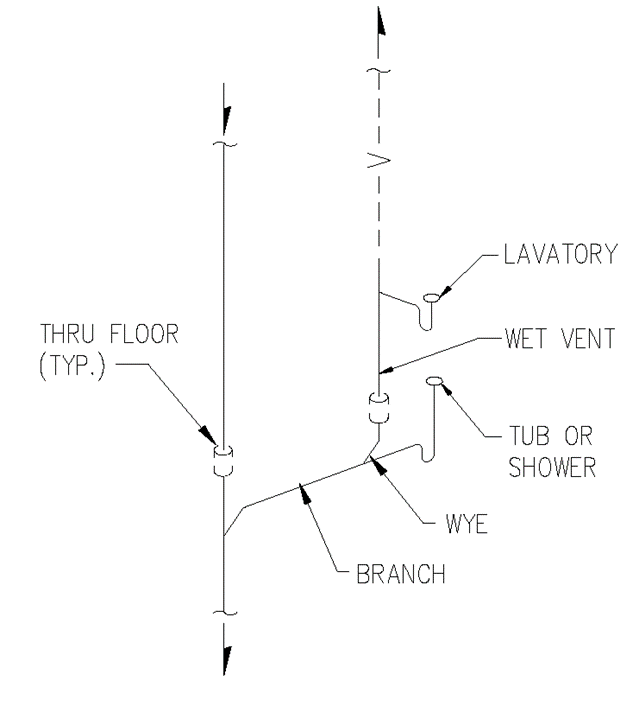 V
LAVATORY
THRU FLOOR
(TYP.)
WET VENT
TUB OR
SHOWER
WYE
BRANCH